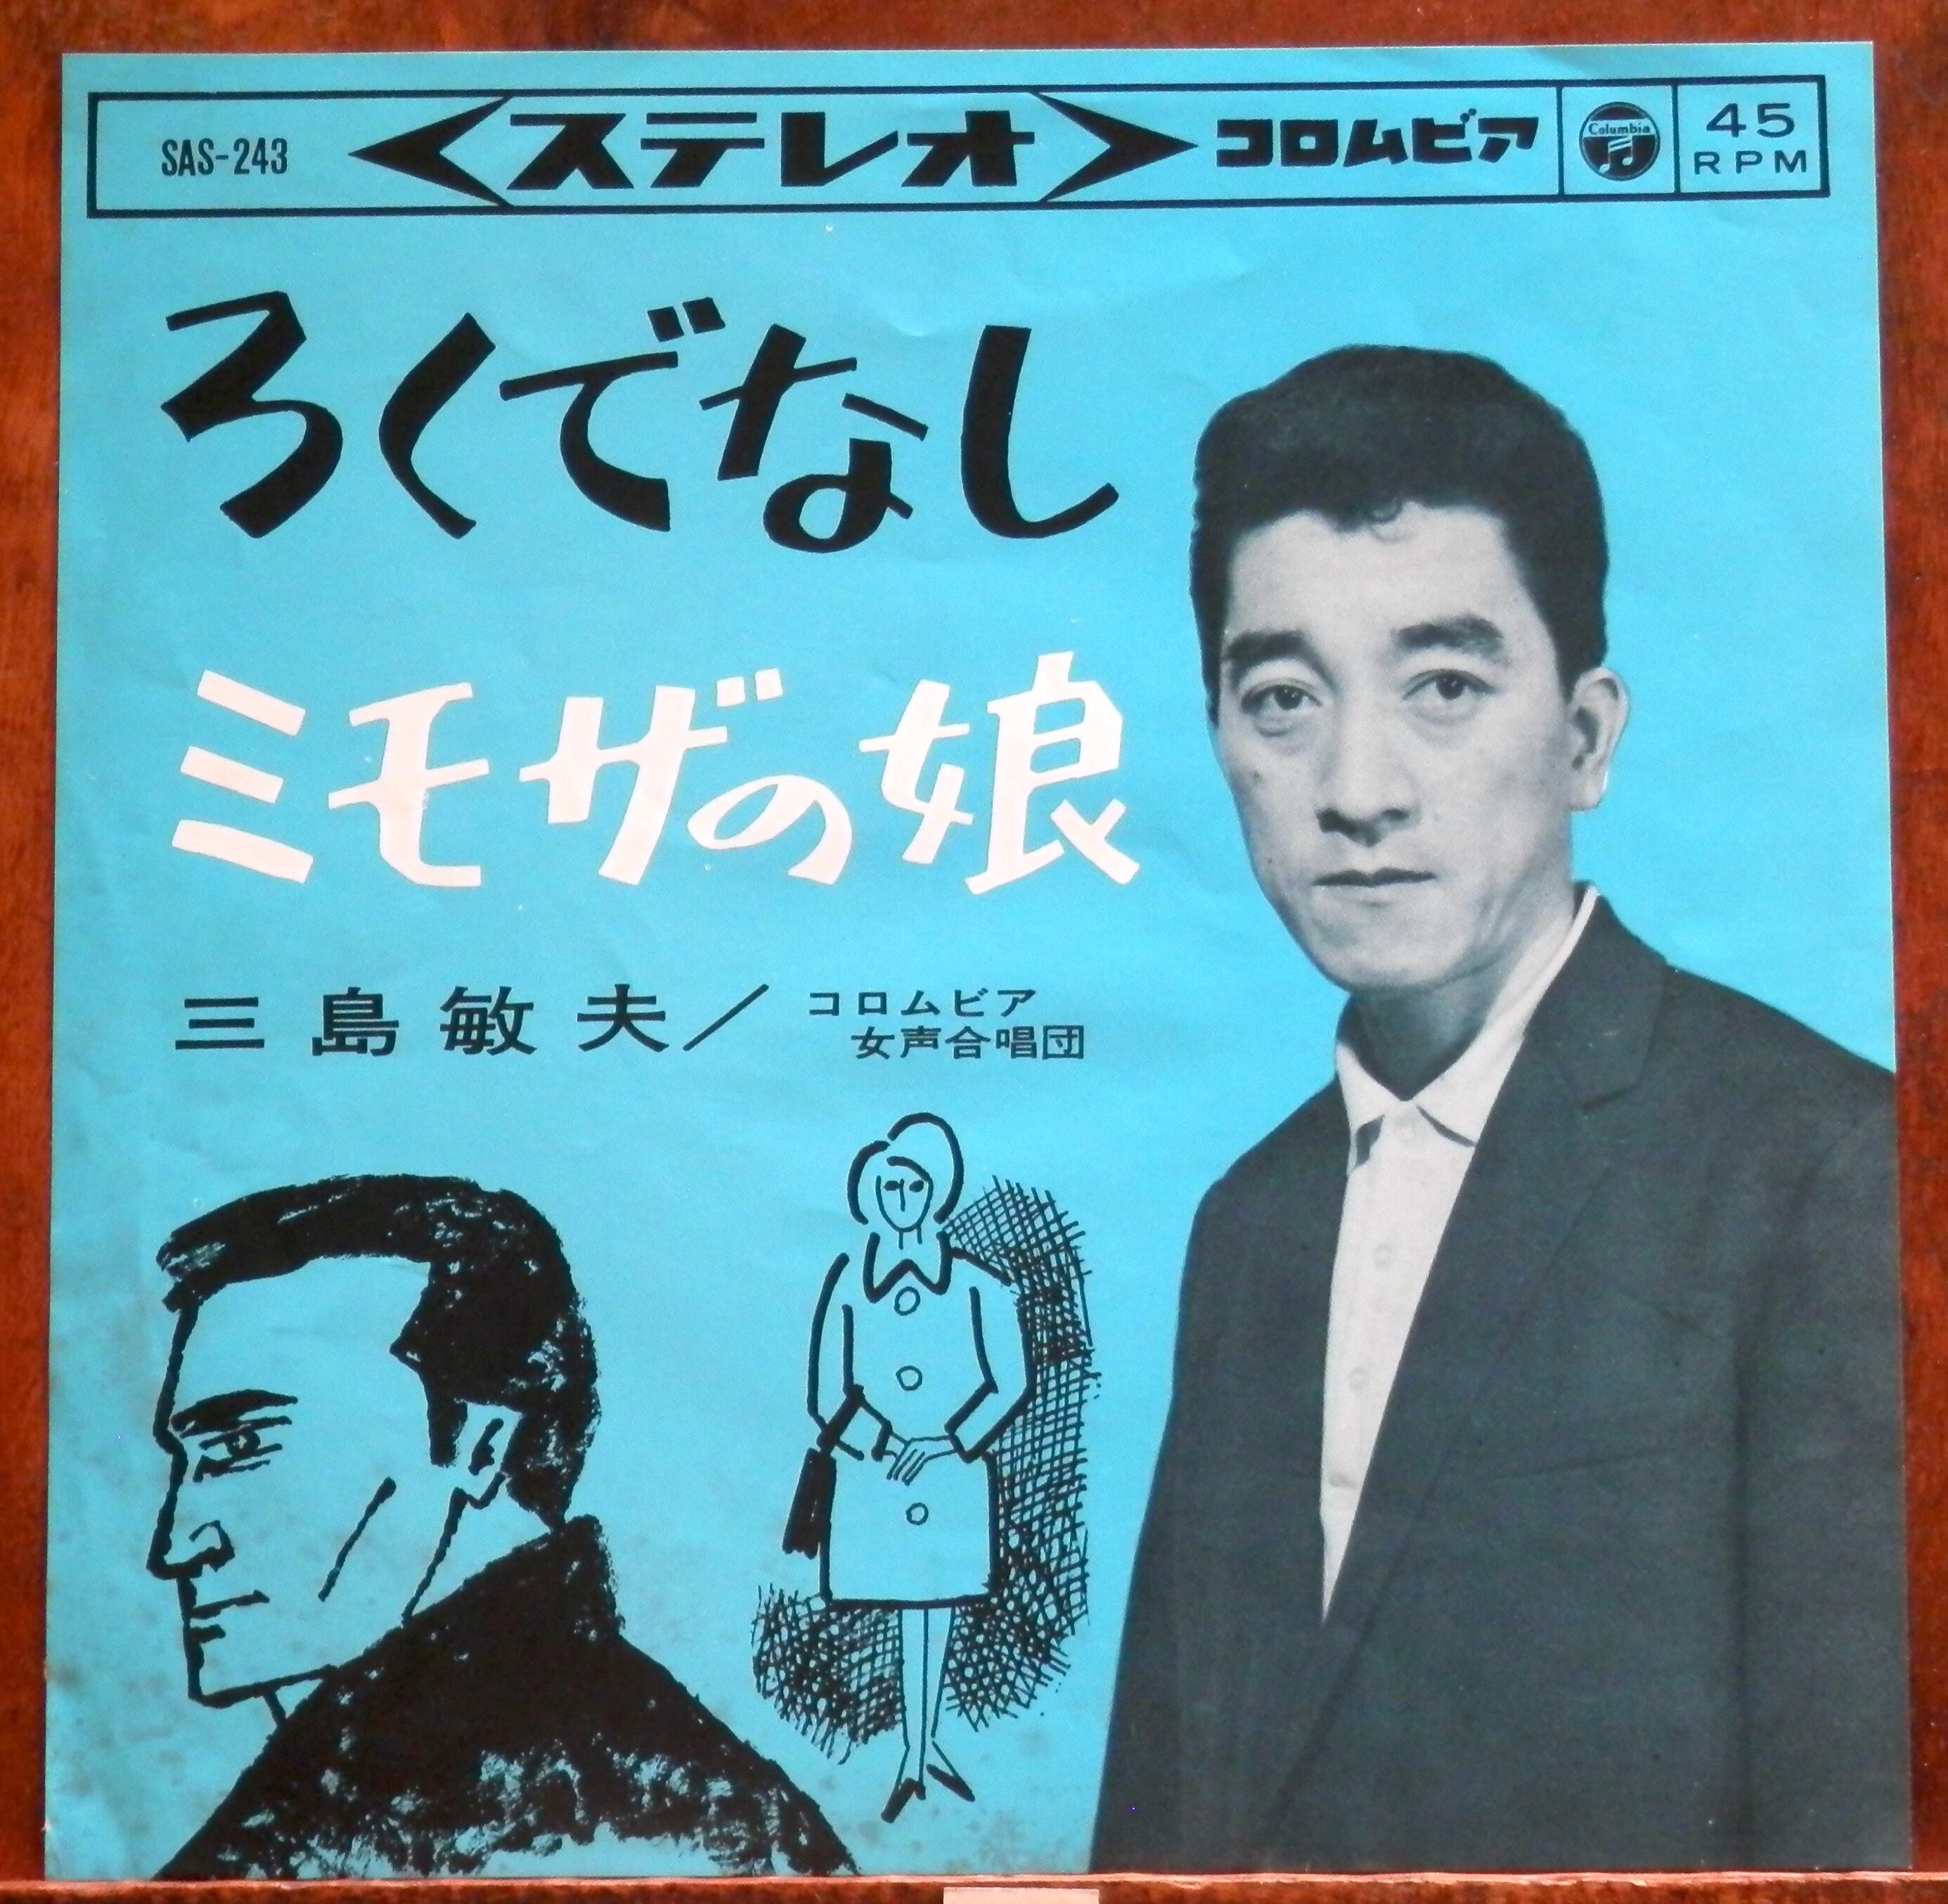 SAS-243
ステレオ
コロムビア
Columbia
45
RPM
ろくでなし
ミモザの娘
三島敏夫／コロムビア
女声合唱団